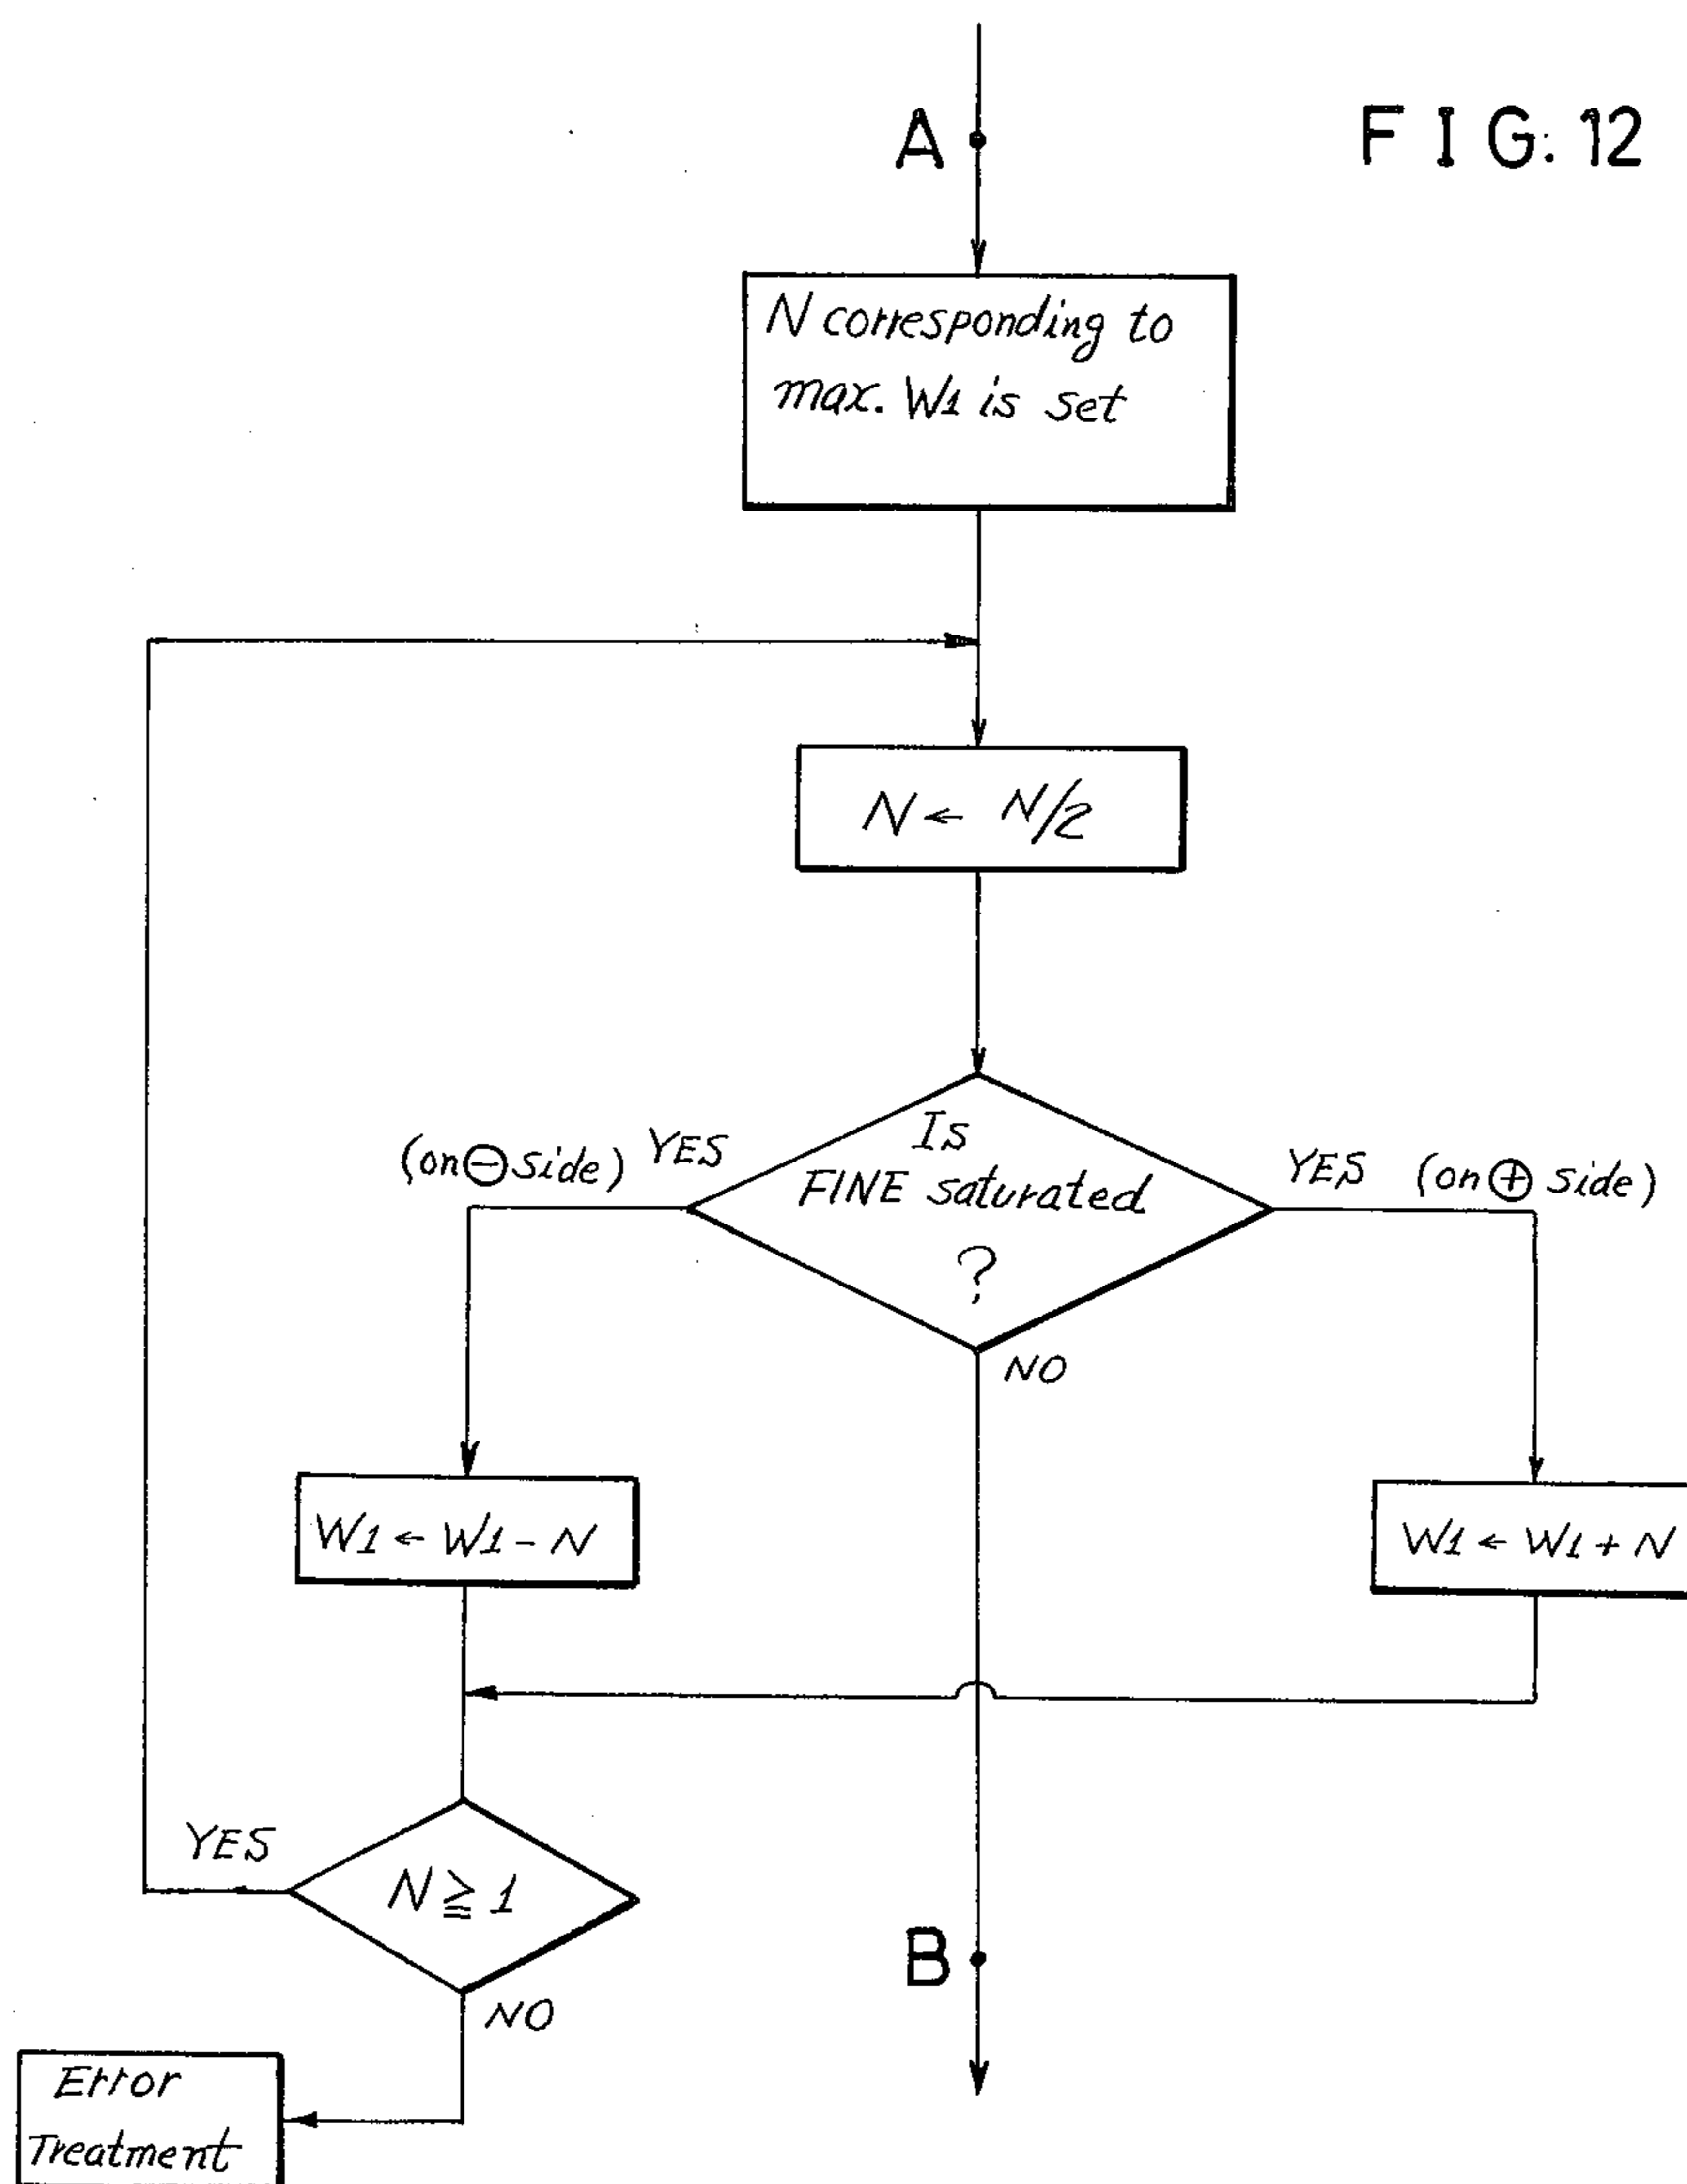 FIG. 12
A
N corresponding to
max. W1 is set
N ← N/2
Is
FINE saturated
?
(on ⊖ side) YES
YES (on ⊕ side)
NO
W1 ← W1 - N
W1 ← W1 + N
YES
N ≧ 1
NO
B
Error
Treatment